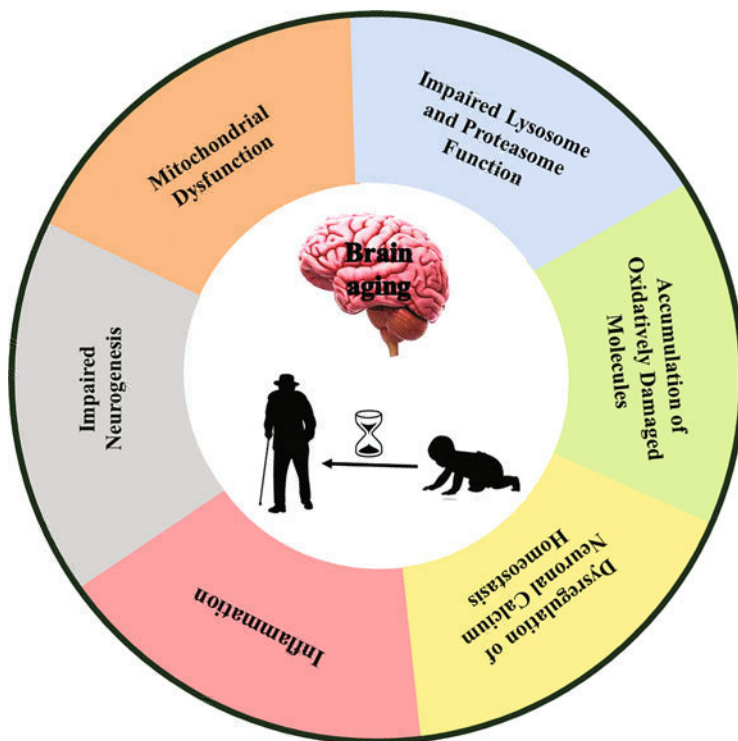 Brain
aging
Impaired Lysosome
and Proteasome
Function
Accumulation of
Oxidatively Damaged
Molecules
Dysregulation of
Neuronal Calcium
Homeostasis
Inflammation
Impaired
Neurogenesis
Mitochondrial
Dysfunction